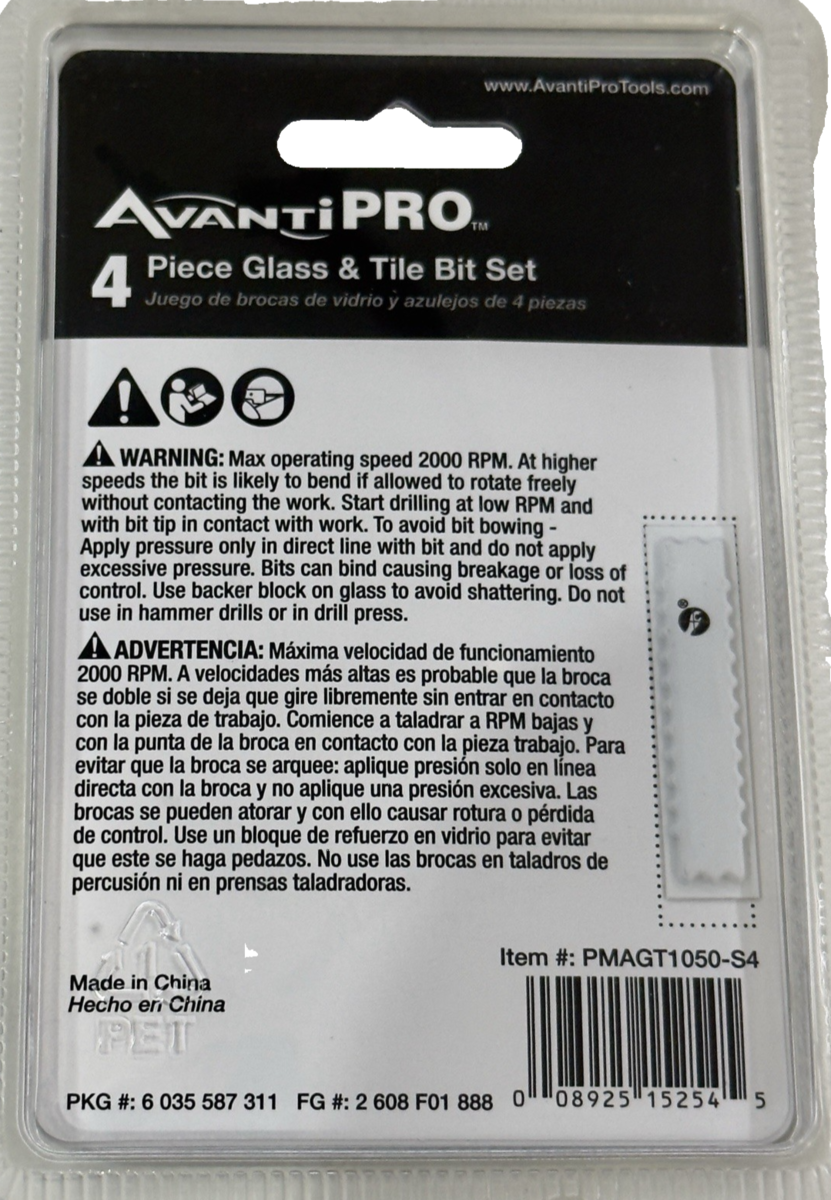 www.AvantiProTools.com
AVANTI PRO™
4 Piece Glass & Tile Bit Set
Juego de brocas de vidrio y azulejos de 4 piezas
WARNING: Max operating speed 2000 RPM. At higher
speeds the bit is likely to bend if allowed to rotate freely
without contacting the work. Start drilling at low RPM and
with bit tip in contact with work. To avoid bit bowing -
Apply pressure only in direct line with bit and do not apply
excessive pressure. Bits can bind causing breakage or loss of
control. Use backer block on glass to avoid shattering. Do not
use in hammer drills or in drill press.
ADVERTENCIA: Máxima velocidad de funcionamiento
2000 RPM. A velocidades más altas es probable que la broca
se doble si se deja que gire libremente sin entrar en contacto
con la pieza de trabajo. Comience a taladrar a RPM bajas y
con la punta de la broca en contacto con la pieza trabajo. Para
evitar que la broca se arquee: aplique presión solo en línea
directa con la broca y no aplique una presión excesiva. Las
brocas se pueden atorar y con ello causar rotura o pérdida
de control. Use un bloque de refuerzo en vidrio para evitar
que este se haga pedazos. No use las brocas en taladros de
percusión ni en prensas taladradoras.
®
1
PET
Made in China
Hecho en China
Item #: PMAGT1050-S4
PKG #: 6 035 587 311 FG #: 2 608 F01 888
0 08925 15254 5